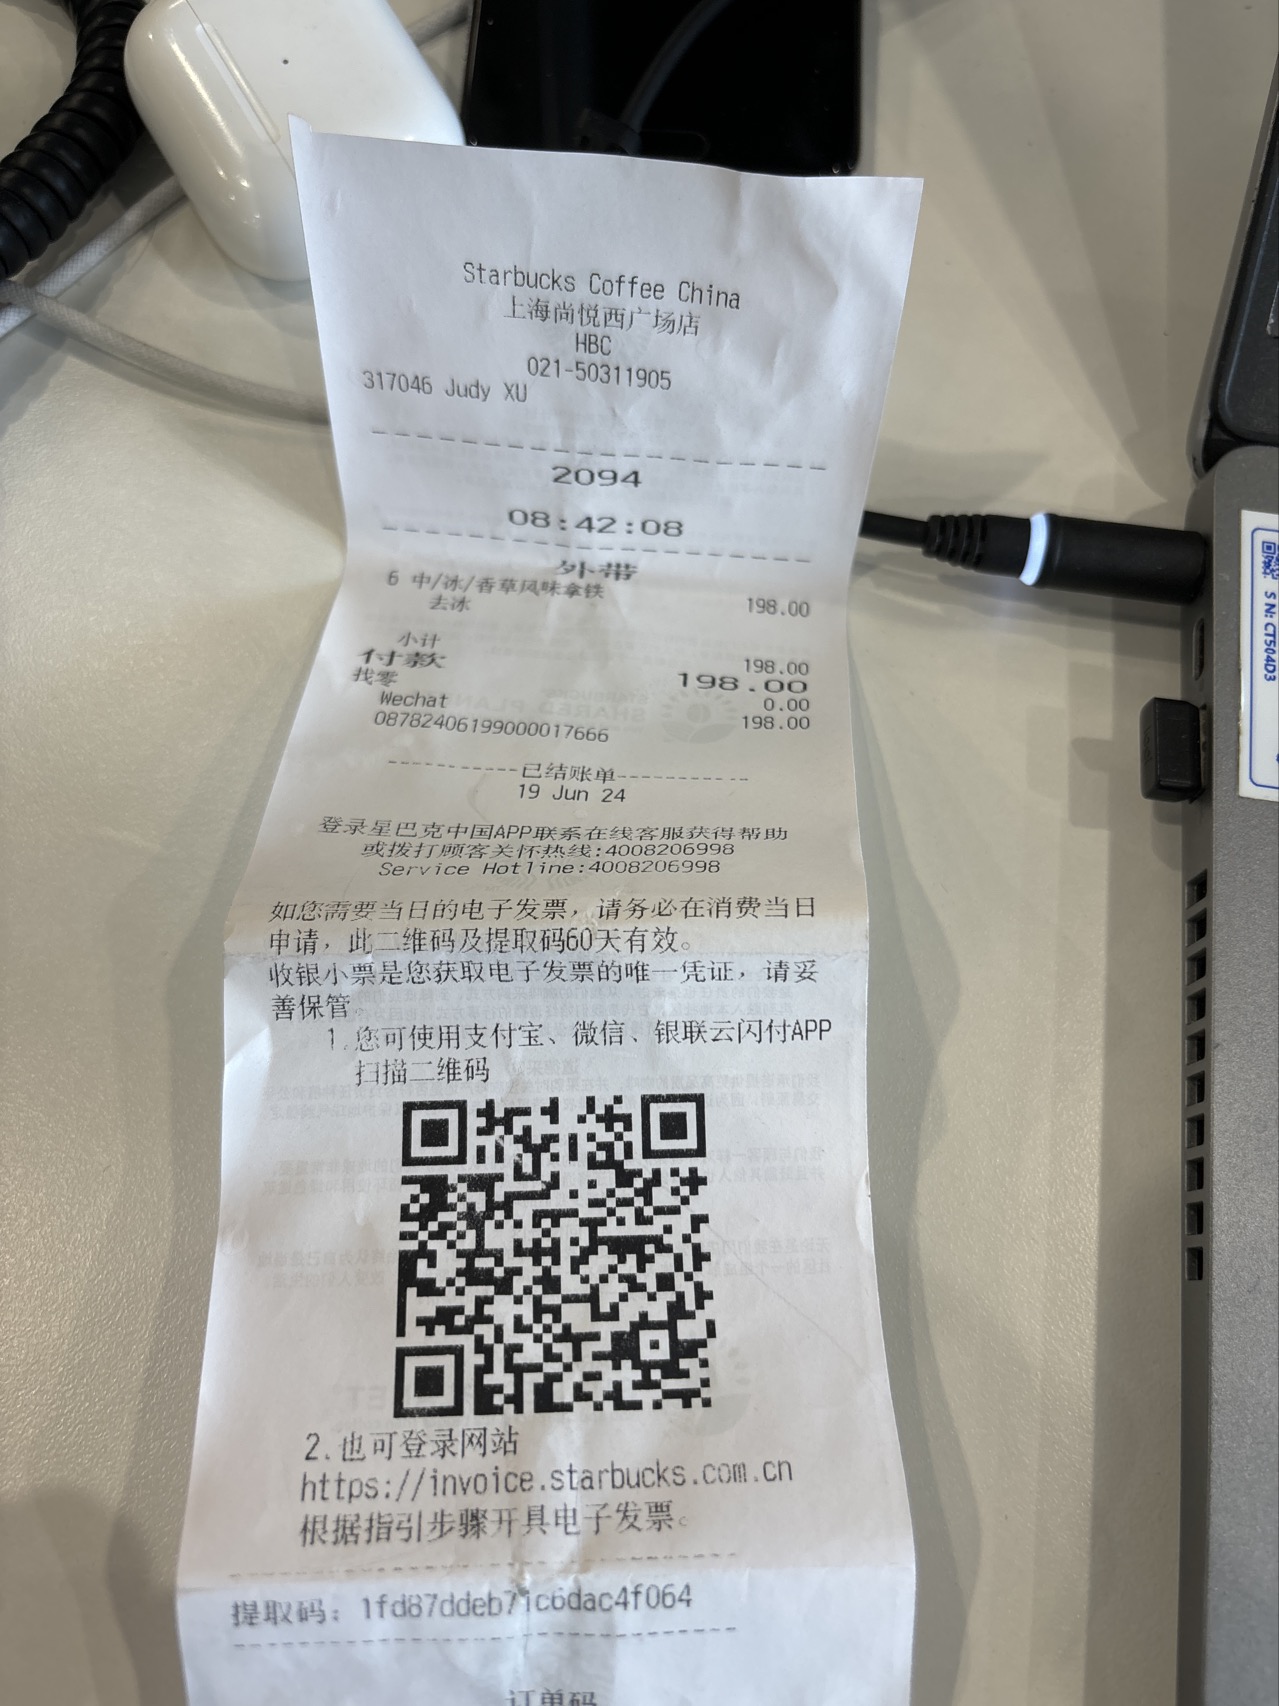 Starbucks Coffee China
上海尚悦西广场店
HBC
021-50311905
317046 Judy XU
2094
08:42:08
外带
6 中/冰/香草风味拿铁 198.00
去冰
小计 198.00
付款 198.00
找零 0.00
Wechat 198.00
08782406199000017666
----------已结账单----------
19 Jun 24
登录星巴克中国APP联系在线客服获得帮助
或拨打顾客关怀热线:4008206998
Service Hotline:4008206998
如您需要当日的电子发票，请务必在消费当日
申请，此二维码及提取码60天有效。
收银小票是您获取电子发票的唯一凭证，请妥
善保管。
1.您可使用支付宝、微信、银联云闪付APP
扫描二维码
2.也可登录网站
https://invoice.starbucks.com.cn
根据指引步骤开具电子发票。
提取码：1fd87ddeb71c6dac4f064
订单码
S N: CT504D3